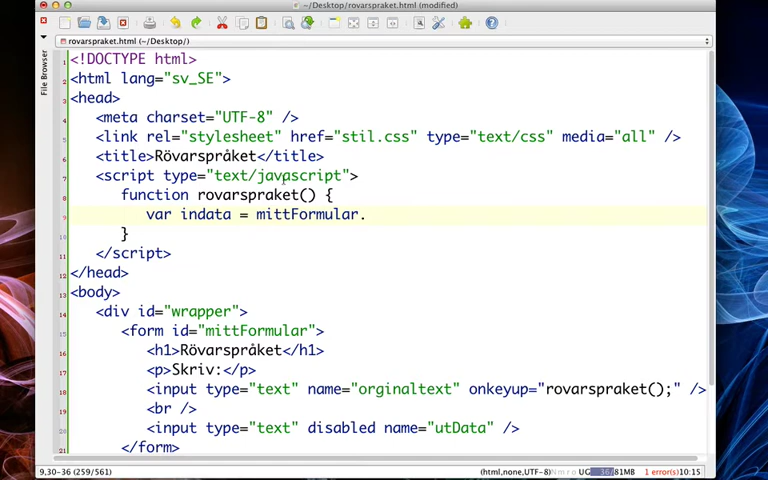 ~/Desktop/rovarspraket.html (modified)
rovarspraket.html (~/Desktop/)
File Browser
1 <!DOCTYPE html>
2 <html lang="sv_SE">
3 <head>
4 <meta charset="UTF-8" />
5 <link rel="stylesheet" href="stil.css" type="text/css" media="all" />
6 <title>Rövarspråket</title>
7 <script type="text/javascript">
8 function rovarspraket() {
9 var indata = mittFormular.
10 }
11 </script>
12 </head>
13 <body>
14 <div id="wrapper">
15 <form id="mittFormular">
16 <h1>Rövarspråket</h1>
17 <p>Skriv:</p>
18 <input type="text" name="orginaltext" onkeyup="rovarspraket();" />
19 <br />
20 <input type="text" disabled name="utData" />
21 </form>
9,30-36 (259/561)
(html,none,UTF-8) N m r o UG 36/81MB 1 error(s) 10:15